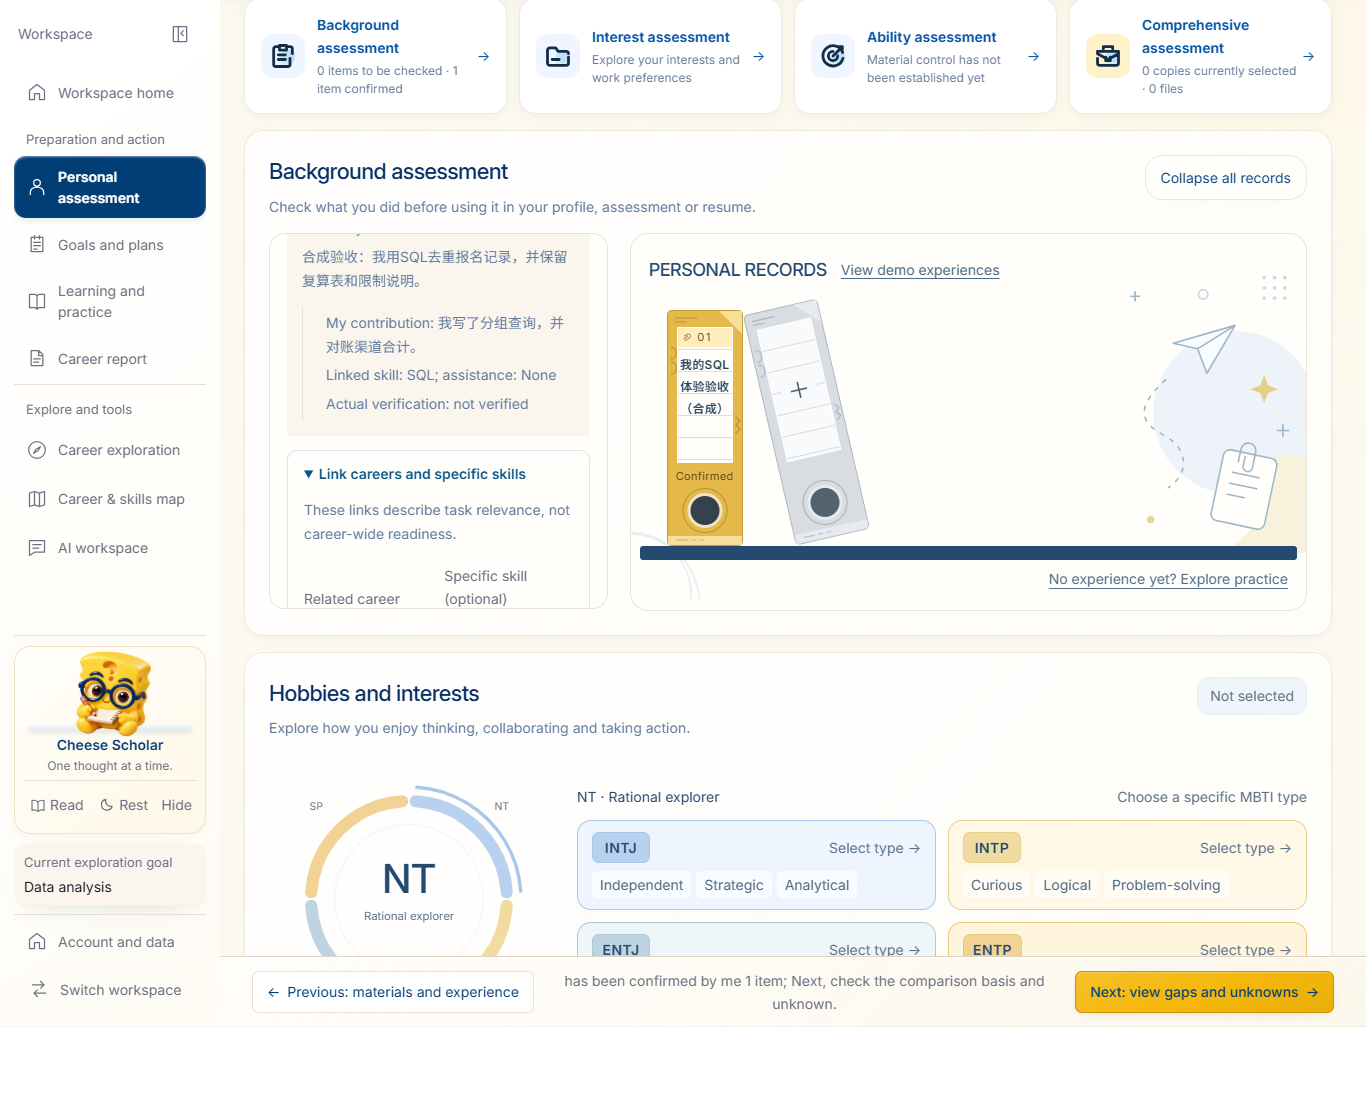 Workspace
Workspace home
Preparation and action
Personal
assessment
Goals and plans
Learning and
practice
Career report
Explore and tools
Career exploration
Career & skills map
AI workspace
Cheese Scholar
One thought at a time.
Read
Rest
Hide
Current exploration goal
Data analysis
Account and data
Switch workspace
Background
assessment
0 items to be checked · 1
item confirmed
→
Interest assessment
Explore your interests and
work preferences
→
Ability assessment
Material control has not
been established yet
→
Comprehensive
assessment
0 copies currently selected
· 0 files
→
Background assessment
Check what you did before using it in your profile, assessment or resume.
Collapse all records
合成验收：我用SQL去重报名记录，并保留
复算表和限制说明。
My contribution: 我写了分组查询，并
对账渠道合计。
Linked skill: SQL; assistance: None
Actual verification: not verified
▼ Link careers and specific skills
These links describe task relevance, not
career-wide readiness.
Related career
Specific skill
(optional)
PERSONAL RECORDS
View demo experiences
01
我的SQL
体验验收
（合成）
Confirmed
No experience yet? Explore practice
Hobbies and interests
Explore how you enjoy thinking, collaborating and taking action.
Not selected
SP
NT
NT
Rational explorer
NT · Rational explorer
Choose a specific MBTI type
INTJ
Select type →
Independent
Strategic
Analytical
INTP
Select type →
Curious
Logical
Problem-solving
ENTJ
Select type →
ENTP
Select type →
← Previous: materials and experience
has been confirmed by me 1 item; Next, check the comparison basis and
unknown.
Next: view gaps and unknowns →